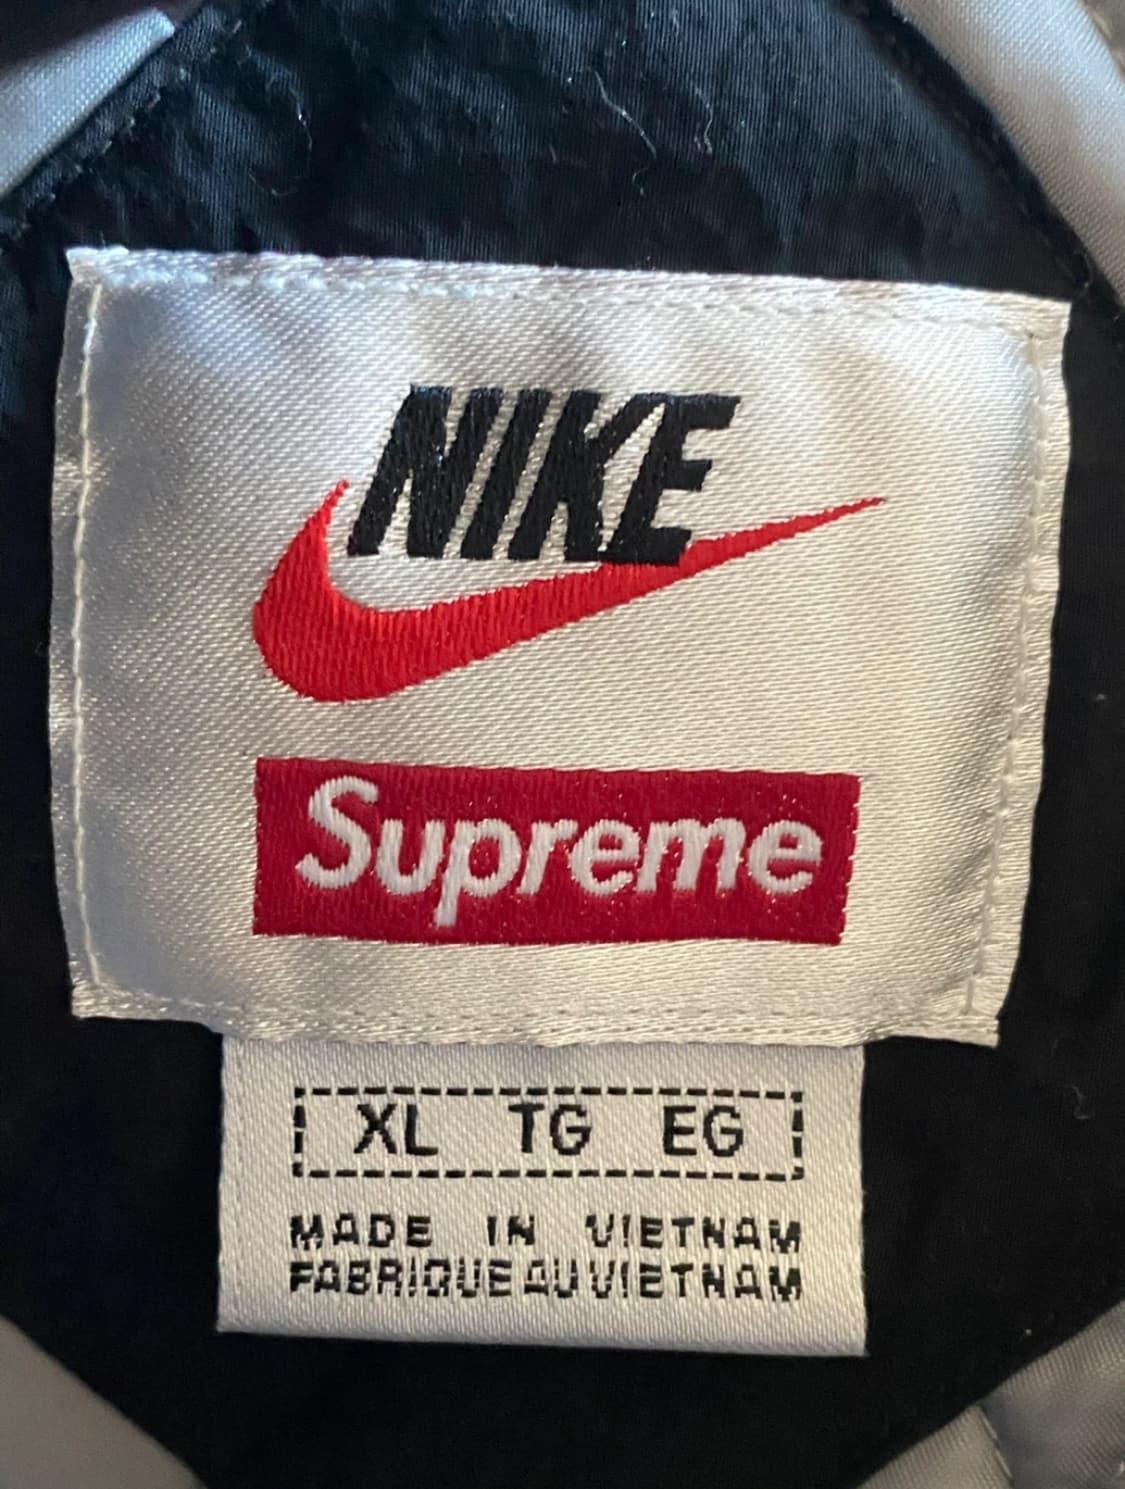 NIKE
Supreme
XL TG EG
MADE IN VIETNAM
FABRIQUE AU VIETNAM